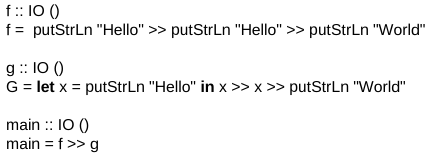 f :: IO ()
f =  putStrLn "Hello" >> putStrLn "Hello" >> putStrLn "World"
g :: IO ()
G = let x = putStrLn "Hello" in x >> x >> putStrLn "World"
main :: IO ()
main = f >> g